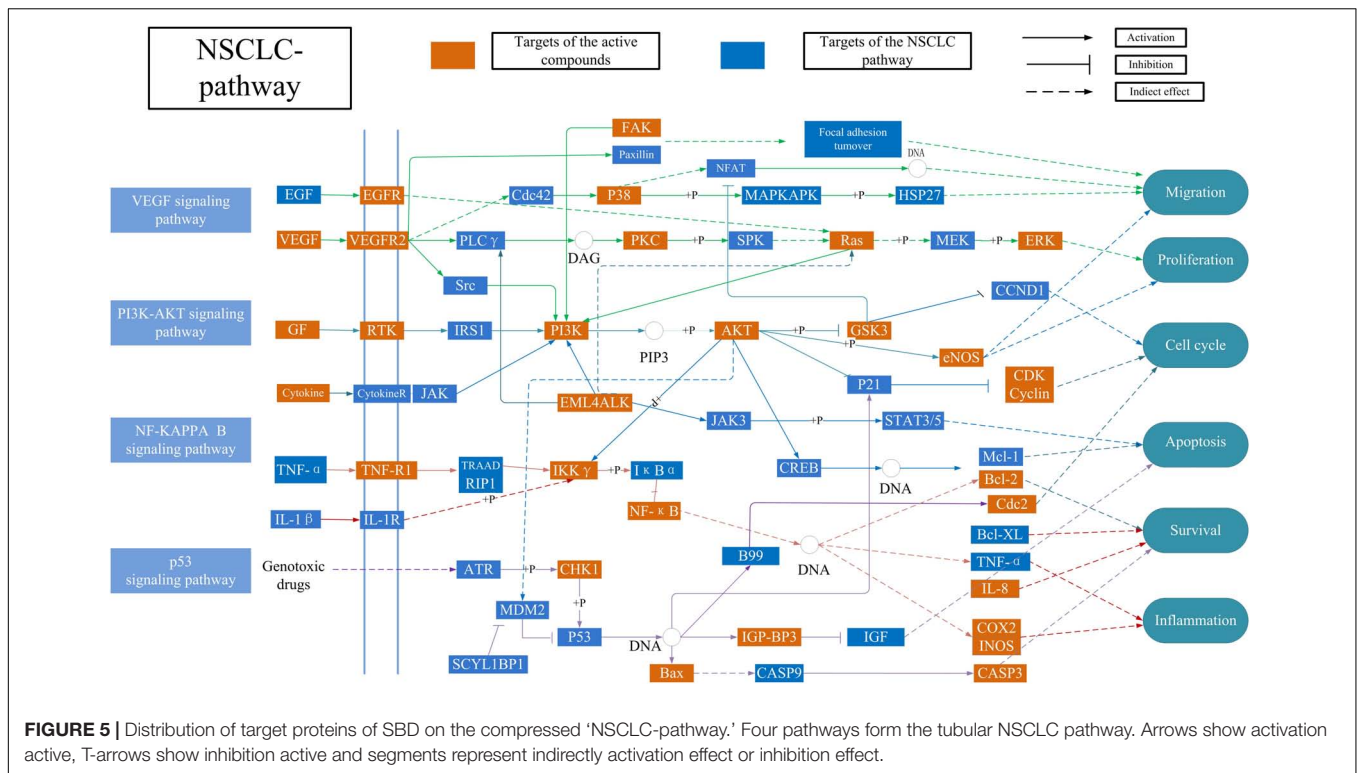 NSCLC-
pathway
Targets of the active
compounds
Targets of the NSCLC
pathway
Activation
Inhibition
Indiect effect
VEGF signaling
pathway
PI3K-AKT signaling
pathway
NF-KAPPA B
signaling pathway
p53
signaling pathway
FAK
Paxillin
Focal adhesion
tumover
NFAT
DNA
EGF
EGFR
Cdc42
P38
+P
MAPKAPK
+P
HSP27
Migration
VEGF
VEGFR2
PLC γ
DAG
PKC
+P
SPK
Ras
+P
MEK
+P
ERK
Proliferation
Src
CCND1
GF
RTK
IRS1
PI3K
PIP3
+P
AKT
+P
GSK3
+P
eNOS
Cell cycle
Cytokine
CytokineR
JAK
EML4ALK
+P
P21
CDK
Cyclin
JAK3
+P
STAT3/5
Apoptosis
TNF- α
TNF-R1
TRAAD
RIP1
+P
IKK γ
+P
I κ B α
CREB
DNA
Mcl-1
Bcl-2
Cdc2
IL-1 β
IL-1R
NF- κ B
DNA
Bcl-XL
Survival
TNF- α
IL-8
B99
Genotoxic
drugs
ATR
+P
CHK1
+P
MDM2
P53
DNA
IGP-BP3
IGF
COX2
INOS
Inflammation
SCYL1BP1
Bax
CASP9
CASP3
FIGURE 5 | Distribution of target proteins of SBD on the compressed ‘NSCLC-pathway.’ Four pathways form the tubular NSCLC pathway. Arrows show activation
active, T-arrows show inhibition active and segments represent indirectly activation effect or inhibition effect.